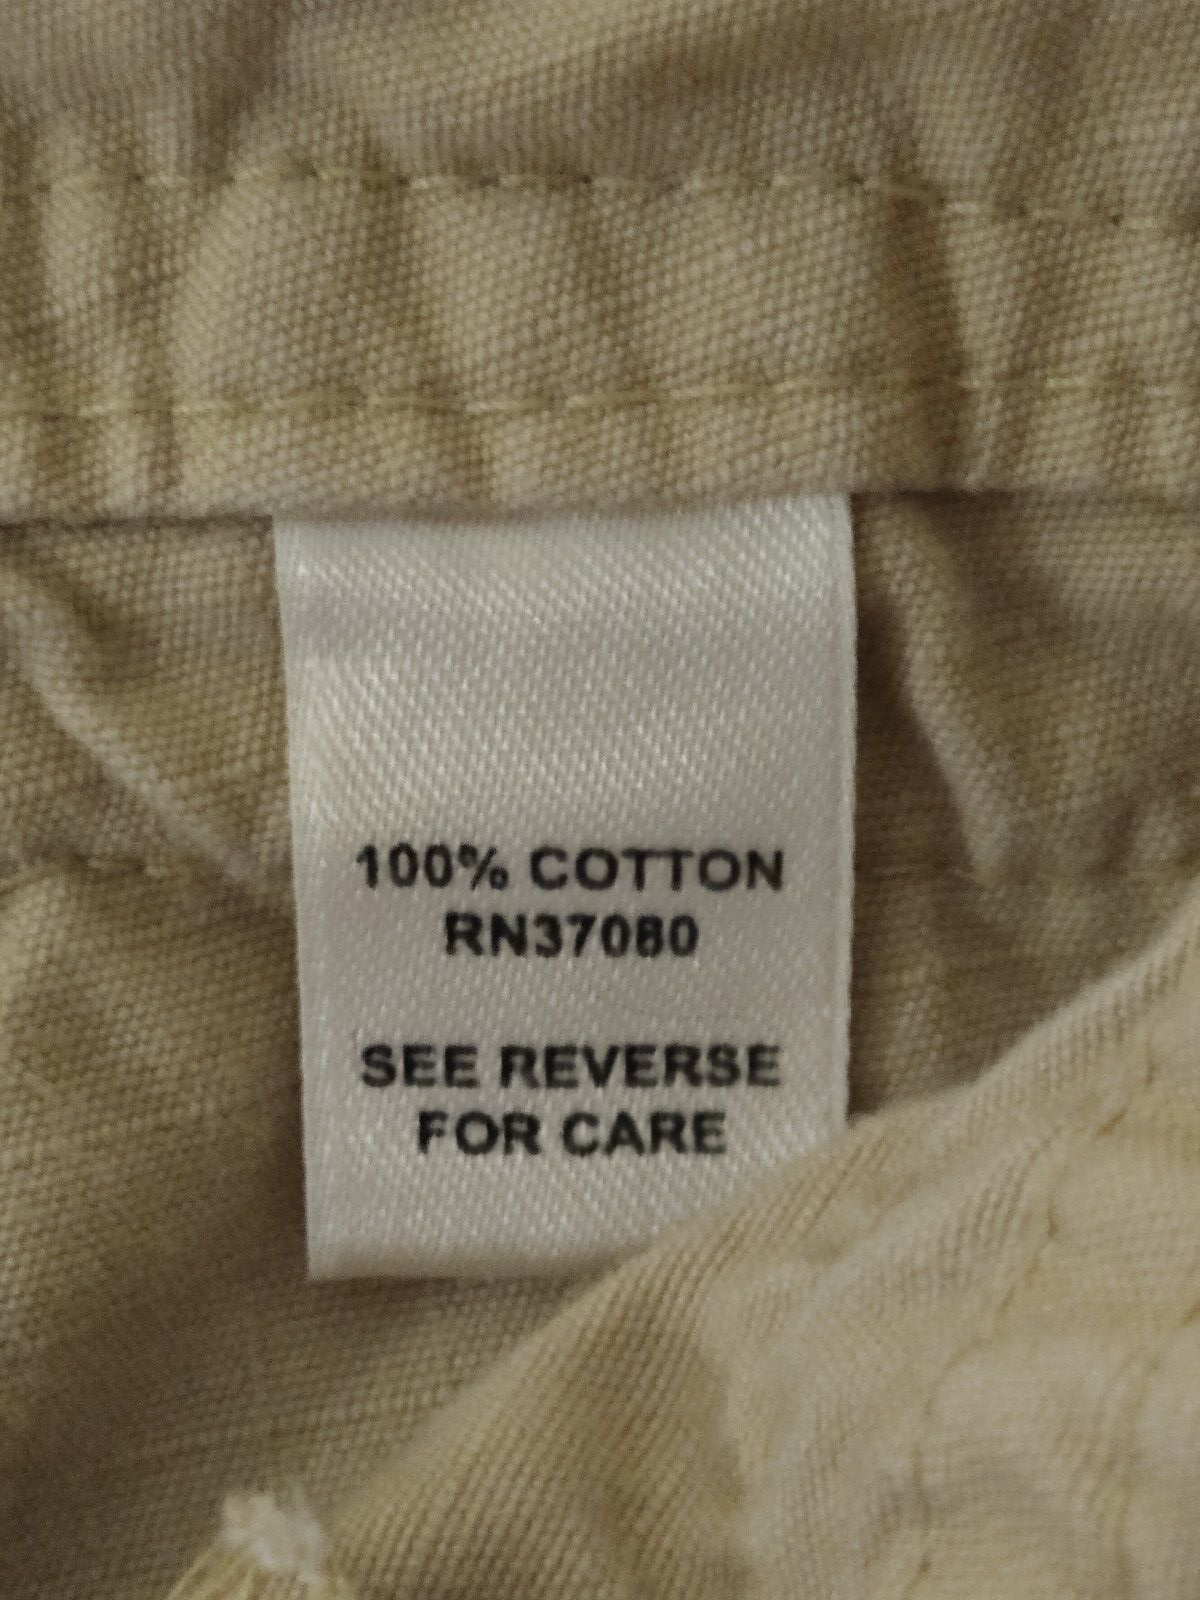 100% COTTON
RN37080
SEE REVERSE
FOR CARE